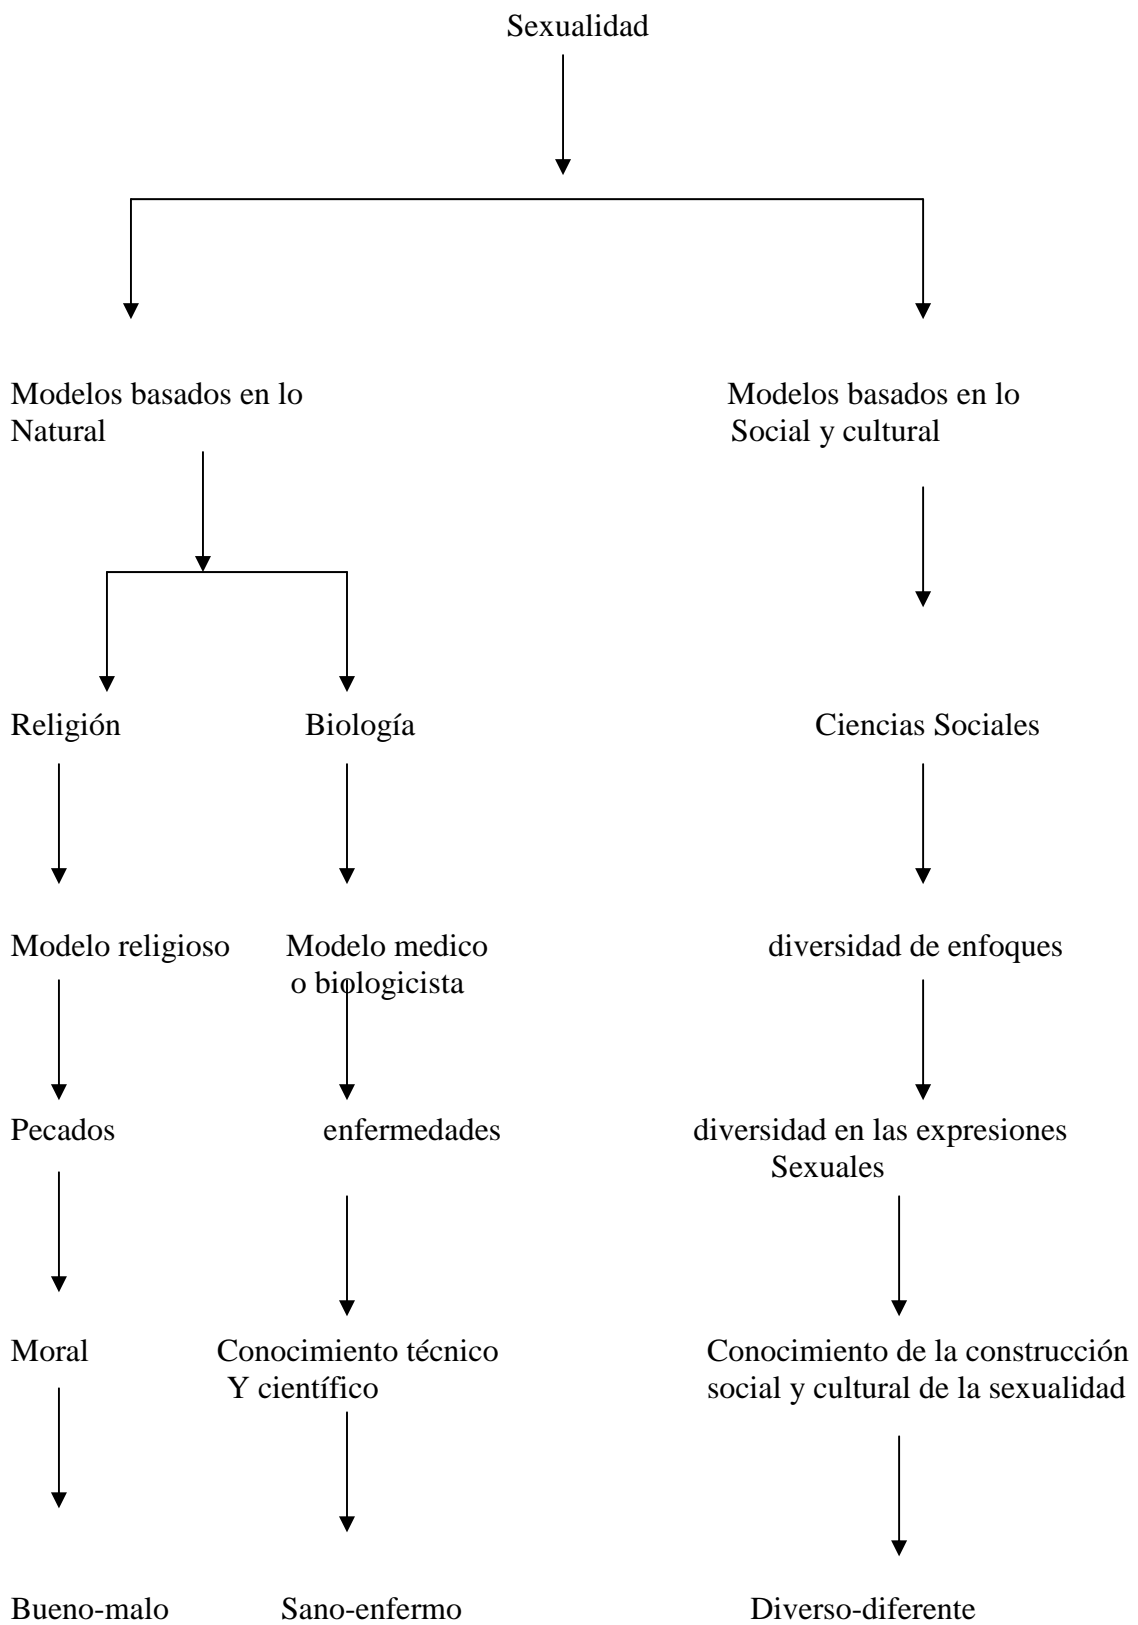 Sexualidad
Modelos basados en lo
Natural
Modelos basados en lo
Social y cultural
Religión
Biología
Ciencias Sociales
Modelo religioso
Modelo medico
o biologicista
diversidad de enfoques
Pecados
enfermedades
diversidad en las expresiones
Sexuales
Moral
Conocimiento técnico
Y científico
Conocimiento de la construcción
social y cultural de la sexualidad
Bueno-malo
Sano-enfermo
Diverso-diferente